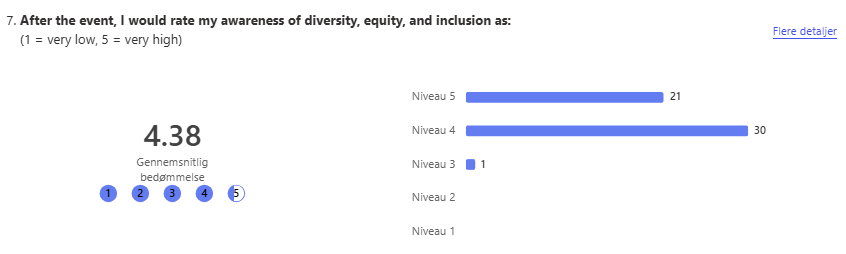 7. After the event, I would rate my awareness of diversity, equity, and inclusion as:
(1 = very low, 5 = very high)
Flere detaljer
4.38
Gennemsnitlig
bedømmelse
1 2 3 4 5
Niveau 5 21
Niveau 4 30
Niveau 3 1
Niveau 2
Niveau 1